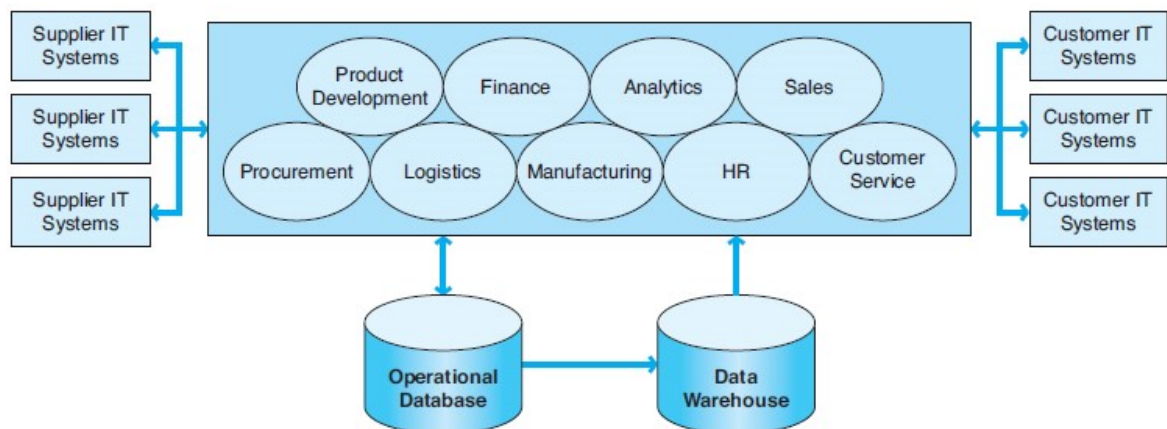 Supplier IT
Systems
Supplier IT
Systems
Supplier IT
Systems
Product
Development
Finance
Analytics
Sales
Procurement
Logistics
Manufacturing
HR
Customer
Service
Customer IT
Systems
Customer IT
Systems
Customer IT
Systems
Operational
Database
Data
Warehouse